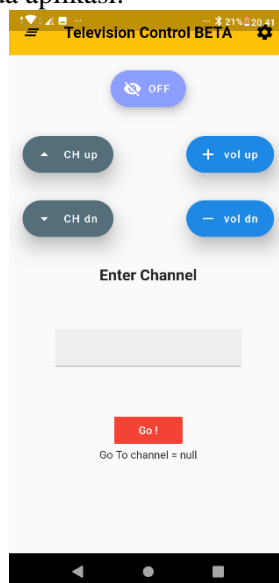 da aplikasi.
21% 20.41
Television Control BETA
OFF
CH up
vol up
CH dn
vol dn
Enter Channel
Go !
Go To channel = null